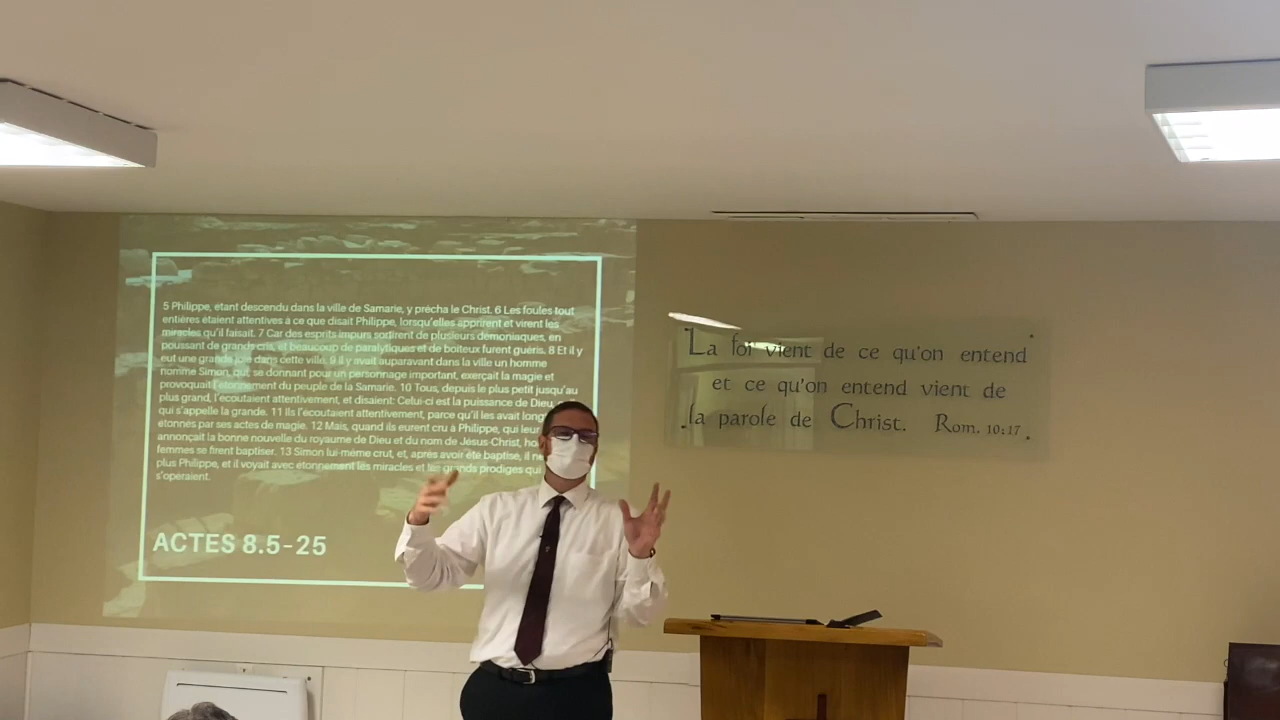 5 Philippe, étant descendu dans la ville de Samarie, y prêcha le Christ. 6 Les foules tout
entières étaient attentives à ce que disait Philippe, lorsqu'elles apprirent et virent les
miracles qu'il faisait. 7 Car des esprits impurs sortirent de plusieurs démoniaques, en
poussant de grands cris, et beaucoup de paralytiques et de boiteux furent guéris. 8 Et il y
eut une grande joie dans cette ville. 9 Il y avait auparavant dans la ville un homme
nommé Simon, qui, se donnant pour un personnage important, exerçait la magie et
provoquait l'étonnement du peuple de la Samarie. 10 Tous, depuis le plus petit jusqu'au
plus grand, l'écoutaient attentivement, et disaient: Celui-ci est la puissance de Dieu,
qui s'appelle la grande. 11 Ils l'écoutaient attentivement, parce qu'il les avait
étonnés par ses actes de magie. 12 Mais, quand ils eurent cru à Philippe, qui leur
annonçait la bonne nouvelle du royaume de Dieu et du nom de Jésus-Christ,
femmes se firent baptiser. 13 Simon lui-même crut, et, après avoir été baptisé, il
plus Philippe, et il voyait avec étonnement les miracles et les grands prodiges qui
s'opéraient.
ACTES 8.5-25
La foi vient de ce qu'on entend
et ce qu'on entend vient de
la parole de Christ. Rom. 10:17